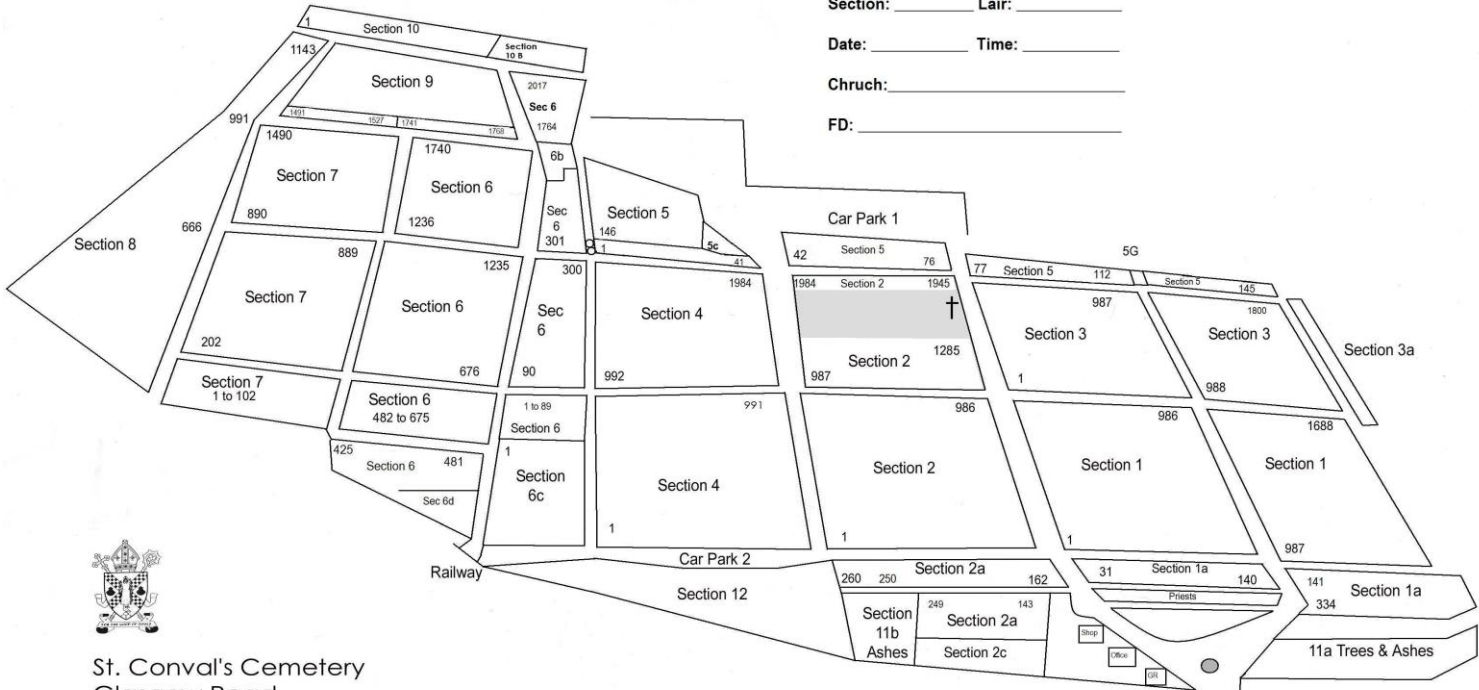 Section: Lair:
Date: Time:
Chruch:
FD:
1
Section 10
Section
10 B
1143
Section 9
1491
1527
1741
1768
2017
Sec 6
1764
6b
991
1490
Section 7
890
1740
Section 6
1236
Sec
6
301
Section 5
146
1
5c
41
Car Park 1
42
Section 5
76
5G
77
Section 5
112
Section 5
145
Section 8
666
889
Section 7
202
1235
Section 6
676
300
Sec
6
90
1984
Section 4
992
1984
Section 2
1945
Section 2
1285
987
987
Section 3
1
1800
Section 3
988
Section 3a
Section 7
1 to 102
Section 6
482 to 675
1 to 89
Section 6
425
Section 6
481
Sec 6d
1
Section
6c
991
Section 4
1
986
Section 2
1
986
Section 1
1
1688
Section 1
987
Railway
Car Park 2
Section 12
260
250
Section 2a
162
Section
11b
Ashes
249
143
Section 2a
Section 2c
31
Section 1a
140
Priests
141
334
Section 1a
Shop
Office
GR
11a Trees & Ashes
St. Conval's Cemetery